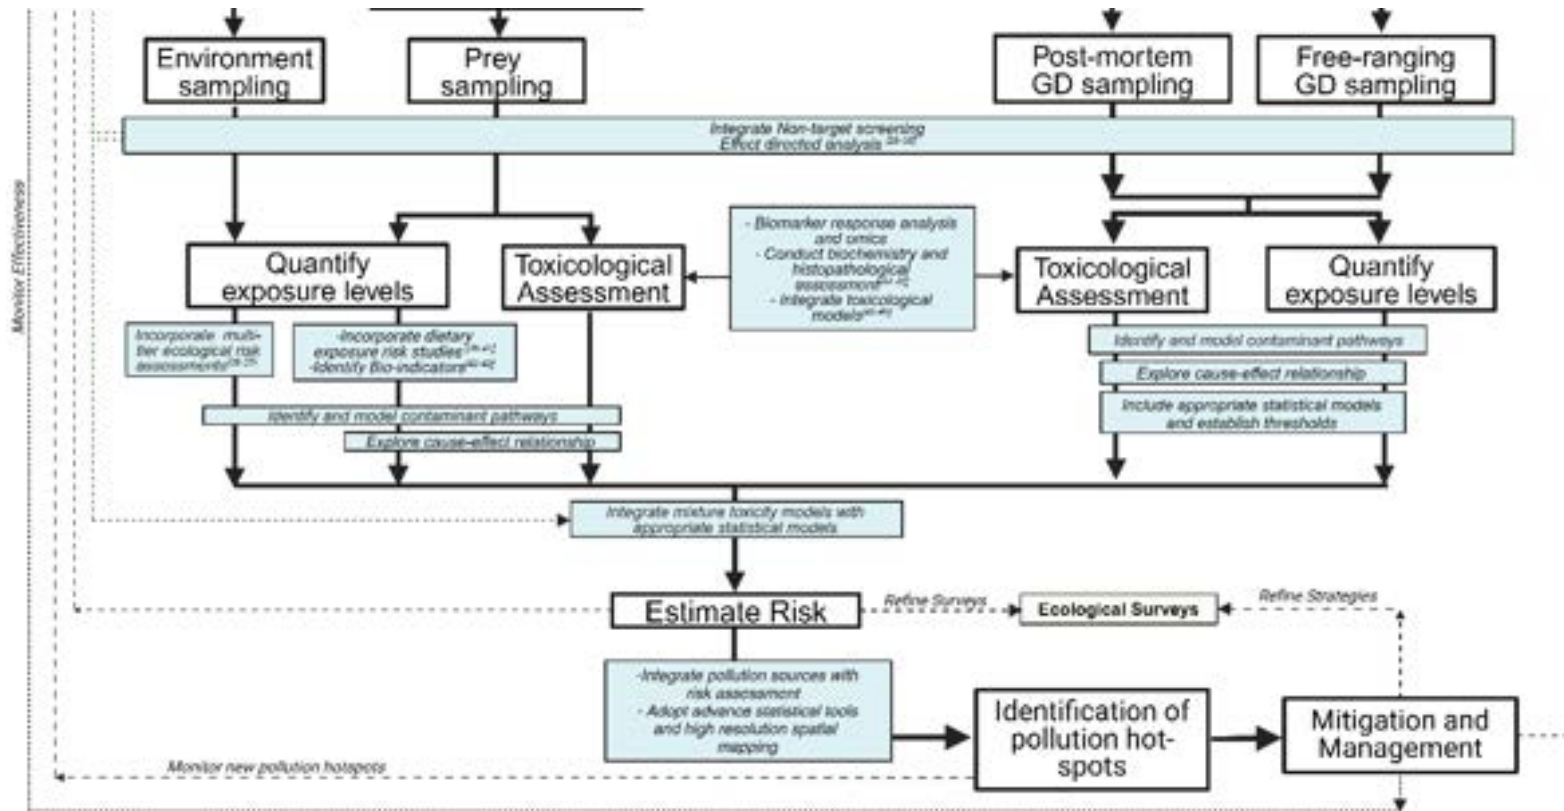 Environment
sampling
Prey
sampling
Post-mortem
GD sampling
Free-ranging
GD sampling
Integrate Non-target screening
Effect directed analysis
Monitor Effectiveness
Quantify
exposure levels
Toxicological
Assessment
- Biomarker response analysis
and omics
- Conduct biochemistry and
histopathological
assessment
- Integrate toxicological
models
Toxicological
Assessment
Quantify
exposure levels
Incorporate multi-
tier ecological risk
assessments
-Incorporate dietary
exposure risk studies
-Identify Bio-indicators
Identify and model contaminant pathways
Explore cause-effect relationship
Identify and model contaminant pathways
Explore cause-effect relationship
Include appropriate statistical models
and establish thresholds
Integrate mixture toxicity models with
appropriate statistical models
Estimate Risk
Refine Surveys
Ecological Surveys
Refine Strategies
-Integrate pollution sources with
risk assessment
- Adopt advance statistical tools
and high resolution spatial
mapping
Identification of
pollution hot-
spots
Mitigation and
Management
Monitor new pollution hotspots